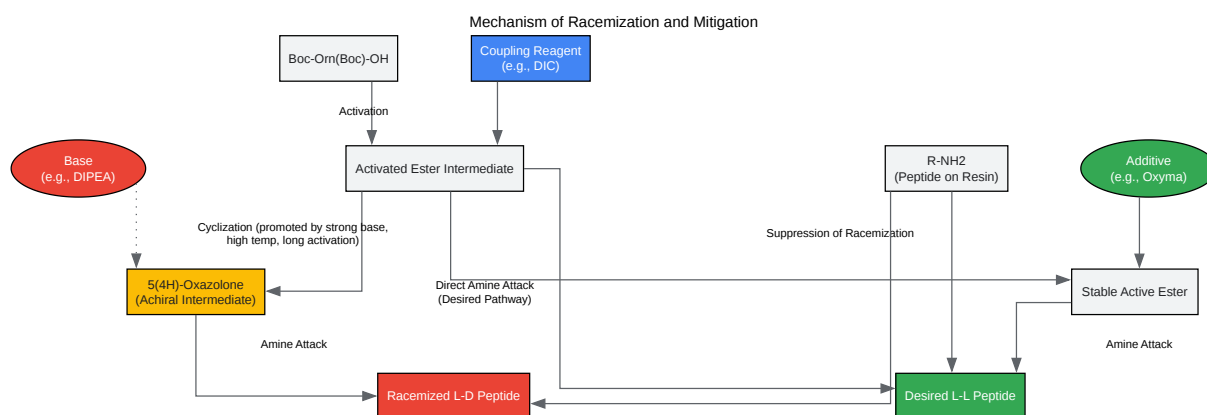 Mechanism of Racemization and Mitigation
Boc-Orn(Boc)-OH
Coupling Reagent
(e.g., DIC)
Activation
Base
(e.g., DIPEA)
Activated Ester Intermediate
R-NH2
(Peptide on Resin)
Additive
(e.g., Oxyma)
Cyclization (promoted by strong base,
high temp, long activation)
Suppression of Racemization
5(4H)-Oxazolone
(Achiral Intermediate)
Direct Amine Attack
(Desired Pathway)
Stable Active Ester
Amine Attack
Amine Attack
Racemized L-D Peptide
Desired L-L Peptide